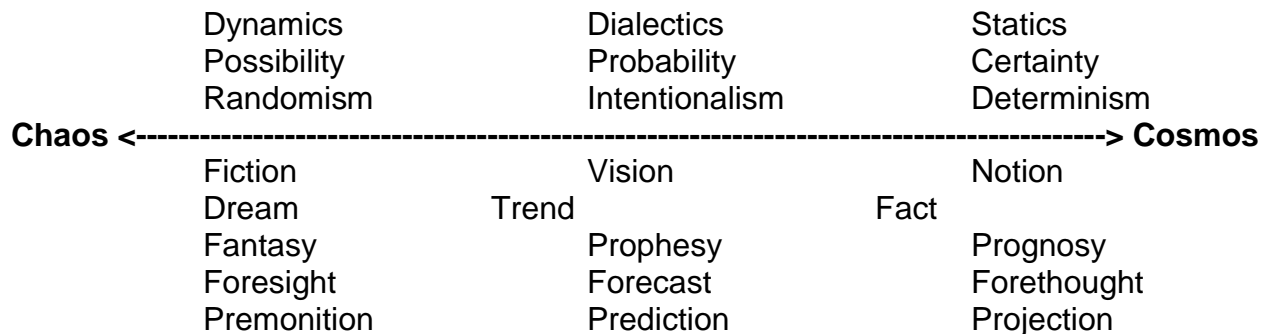 Dynamics Dialectics Statics
Possibility Probability Certainty
Randomism Intentionalism Determinism
Chaos <--------------------------------------------------------------------------------------------> Cosmos
Fiction Vision Notion
Dream Trend Fact
Fantasy Prophesy Prognosy
Foresight Forecast Forethought
Premonition Prediction Projection